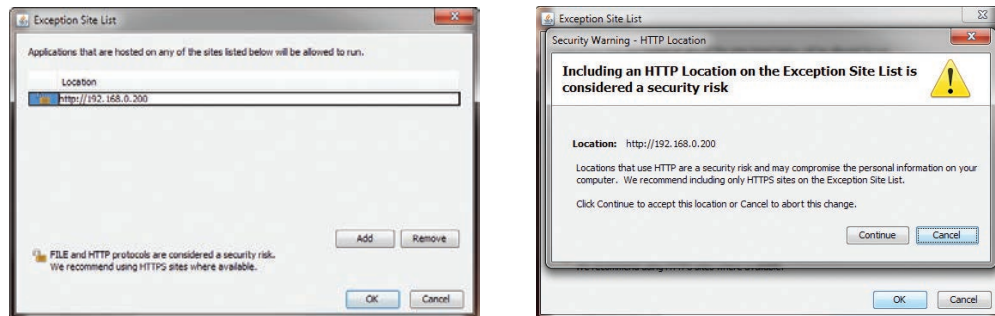 Exception Site List
Applications that are hosted on any of the sites listed below will be allowed to run.
Location
http://192.168.0.200
Add
Remove
FILE and HTTP protocols are considered a security risk.
We recommend using HTTPS sites where available.
OK
Cancel
Exception Site List
Security Warning - HTTP Location
Including an HTTP Location on the Exception Site List is
considered a security risk
Location: http://192.168.0.200
Locations that use HTTP are a security risk and may compromise the personal information on your
computer. We recommend including only HTTPS sites on the Exception Site List.
Click Continue to accept this location or Cancel to abort this change.
Continue
Cancel
OK
Cancel